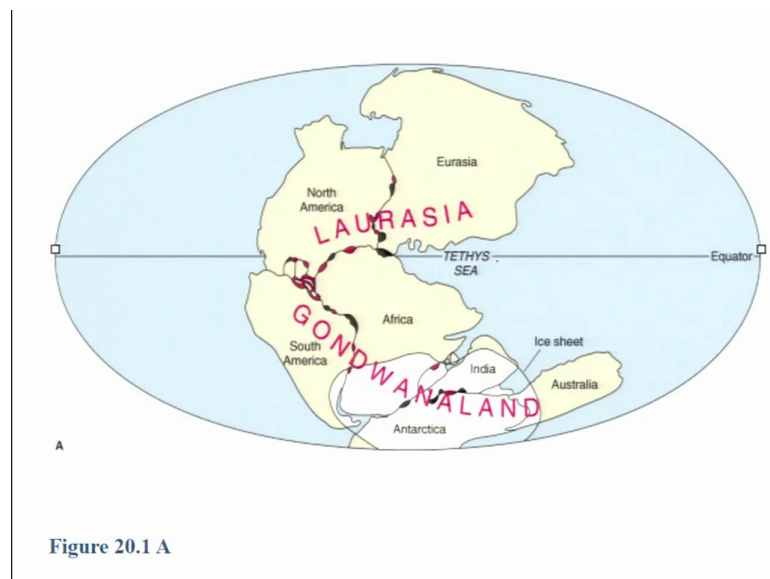 Eurasia
North
America
LAURASIA
TETHYS
SEA
Equator
GONDWANALAND
Africa
South
America
Ice sheet
India
Australia
Antarctica
A
Figure 20.1 A